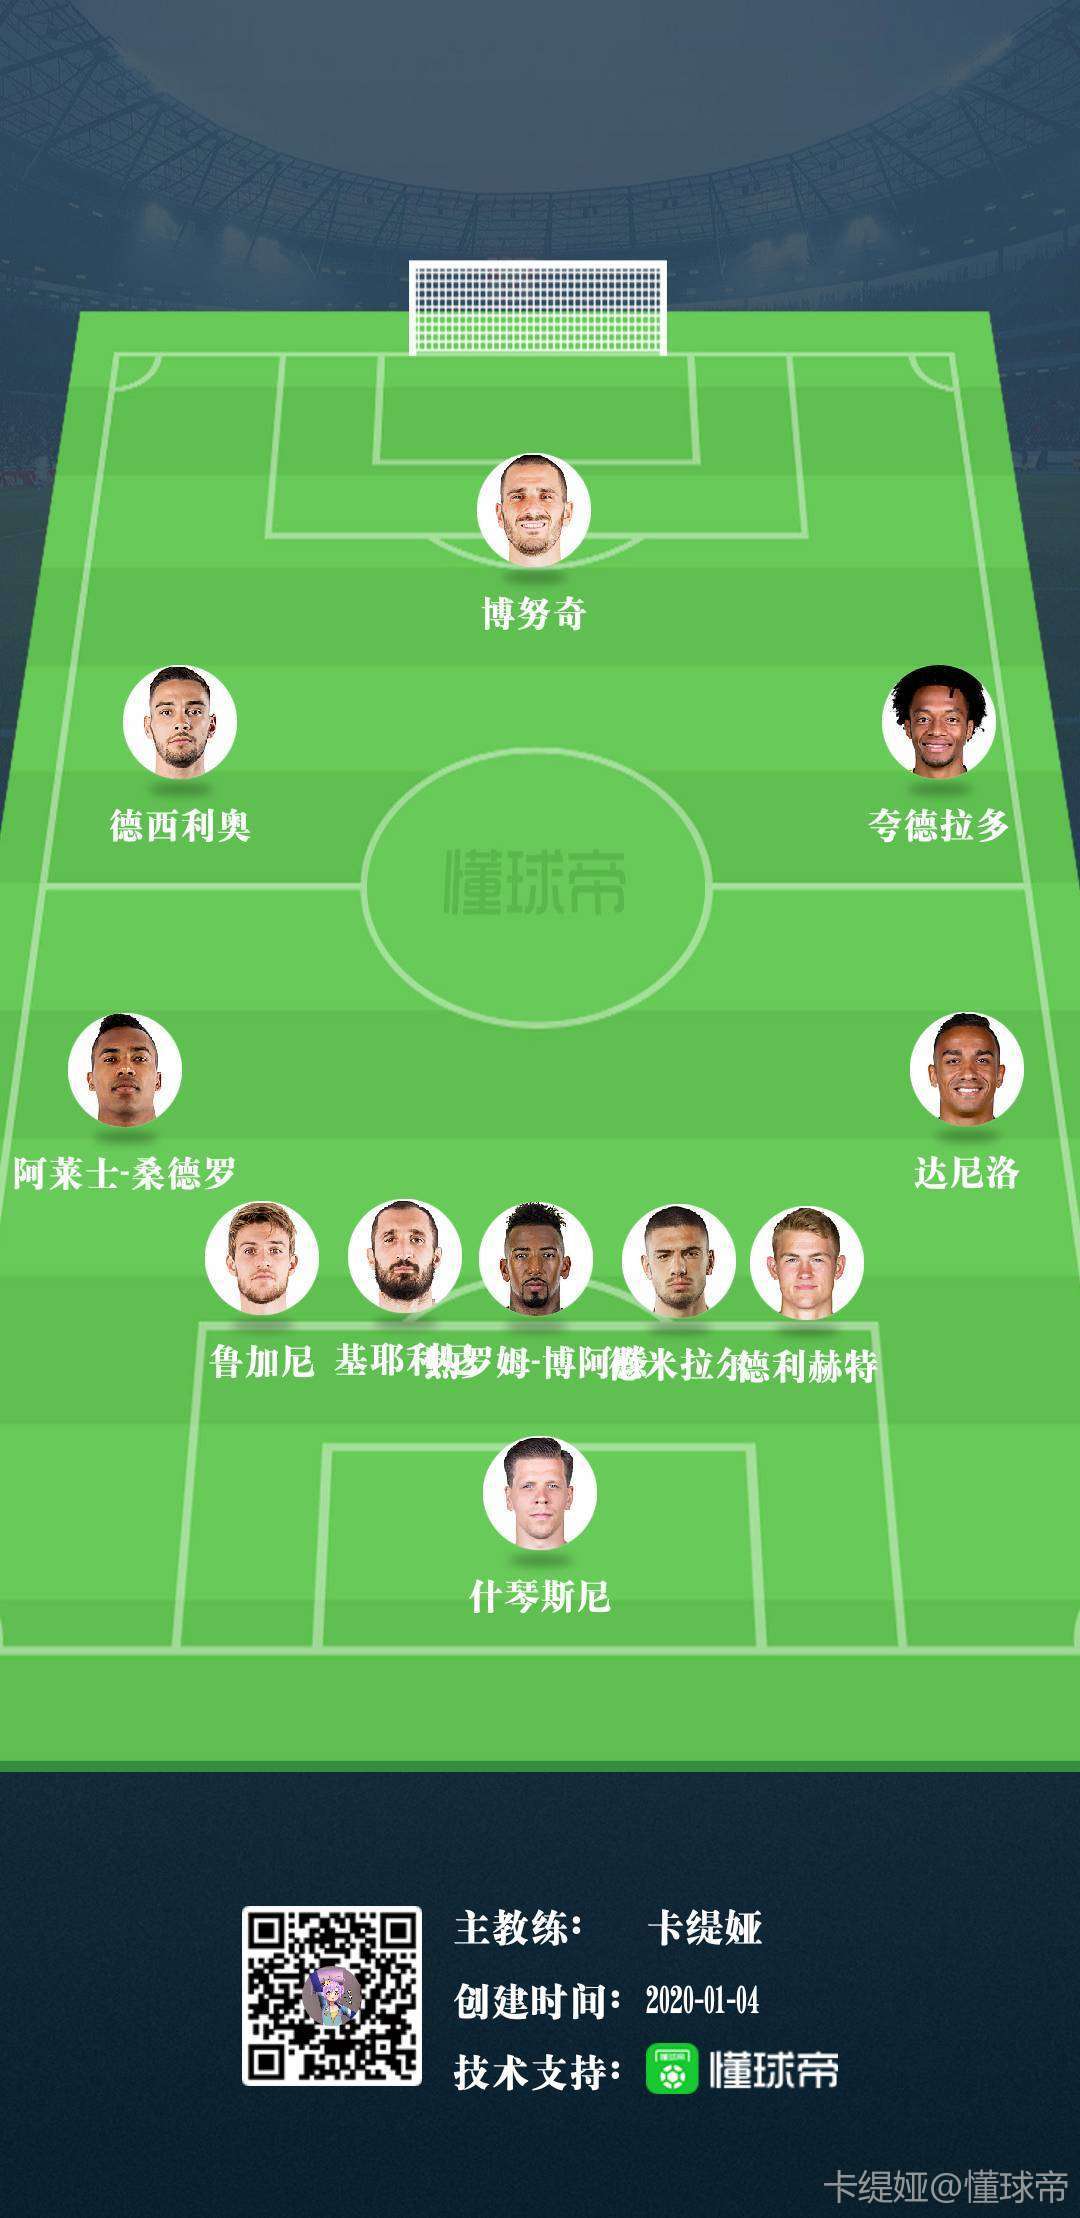 博努奇
德西利奥
夸德拉多
懂球帝
阿莱士-桑德罗
达尼洛
鲁加尼
基耶利尼
热罗姆-博阿滕
德米拉尔
德利赫特
什琴斯尼
主教练： 卡缇娅
创建时间： 2020-01-04
技术支持： 懂球帝
卡缇娅@懂球帝